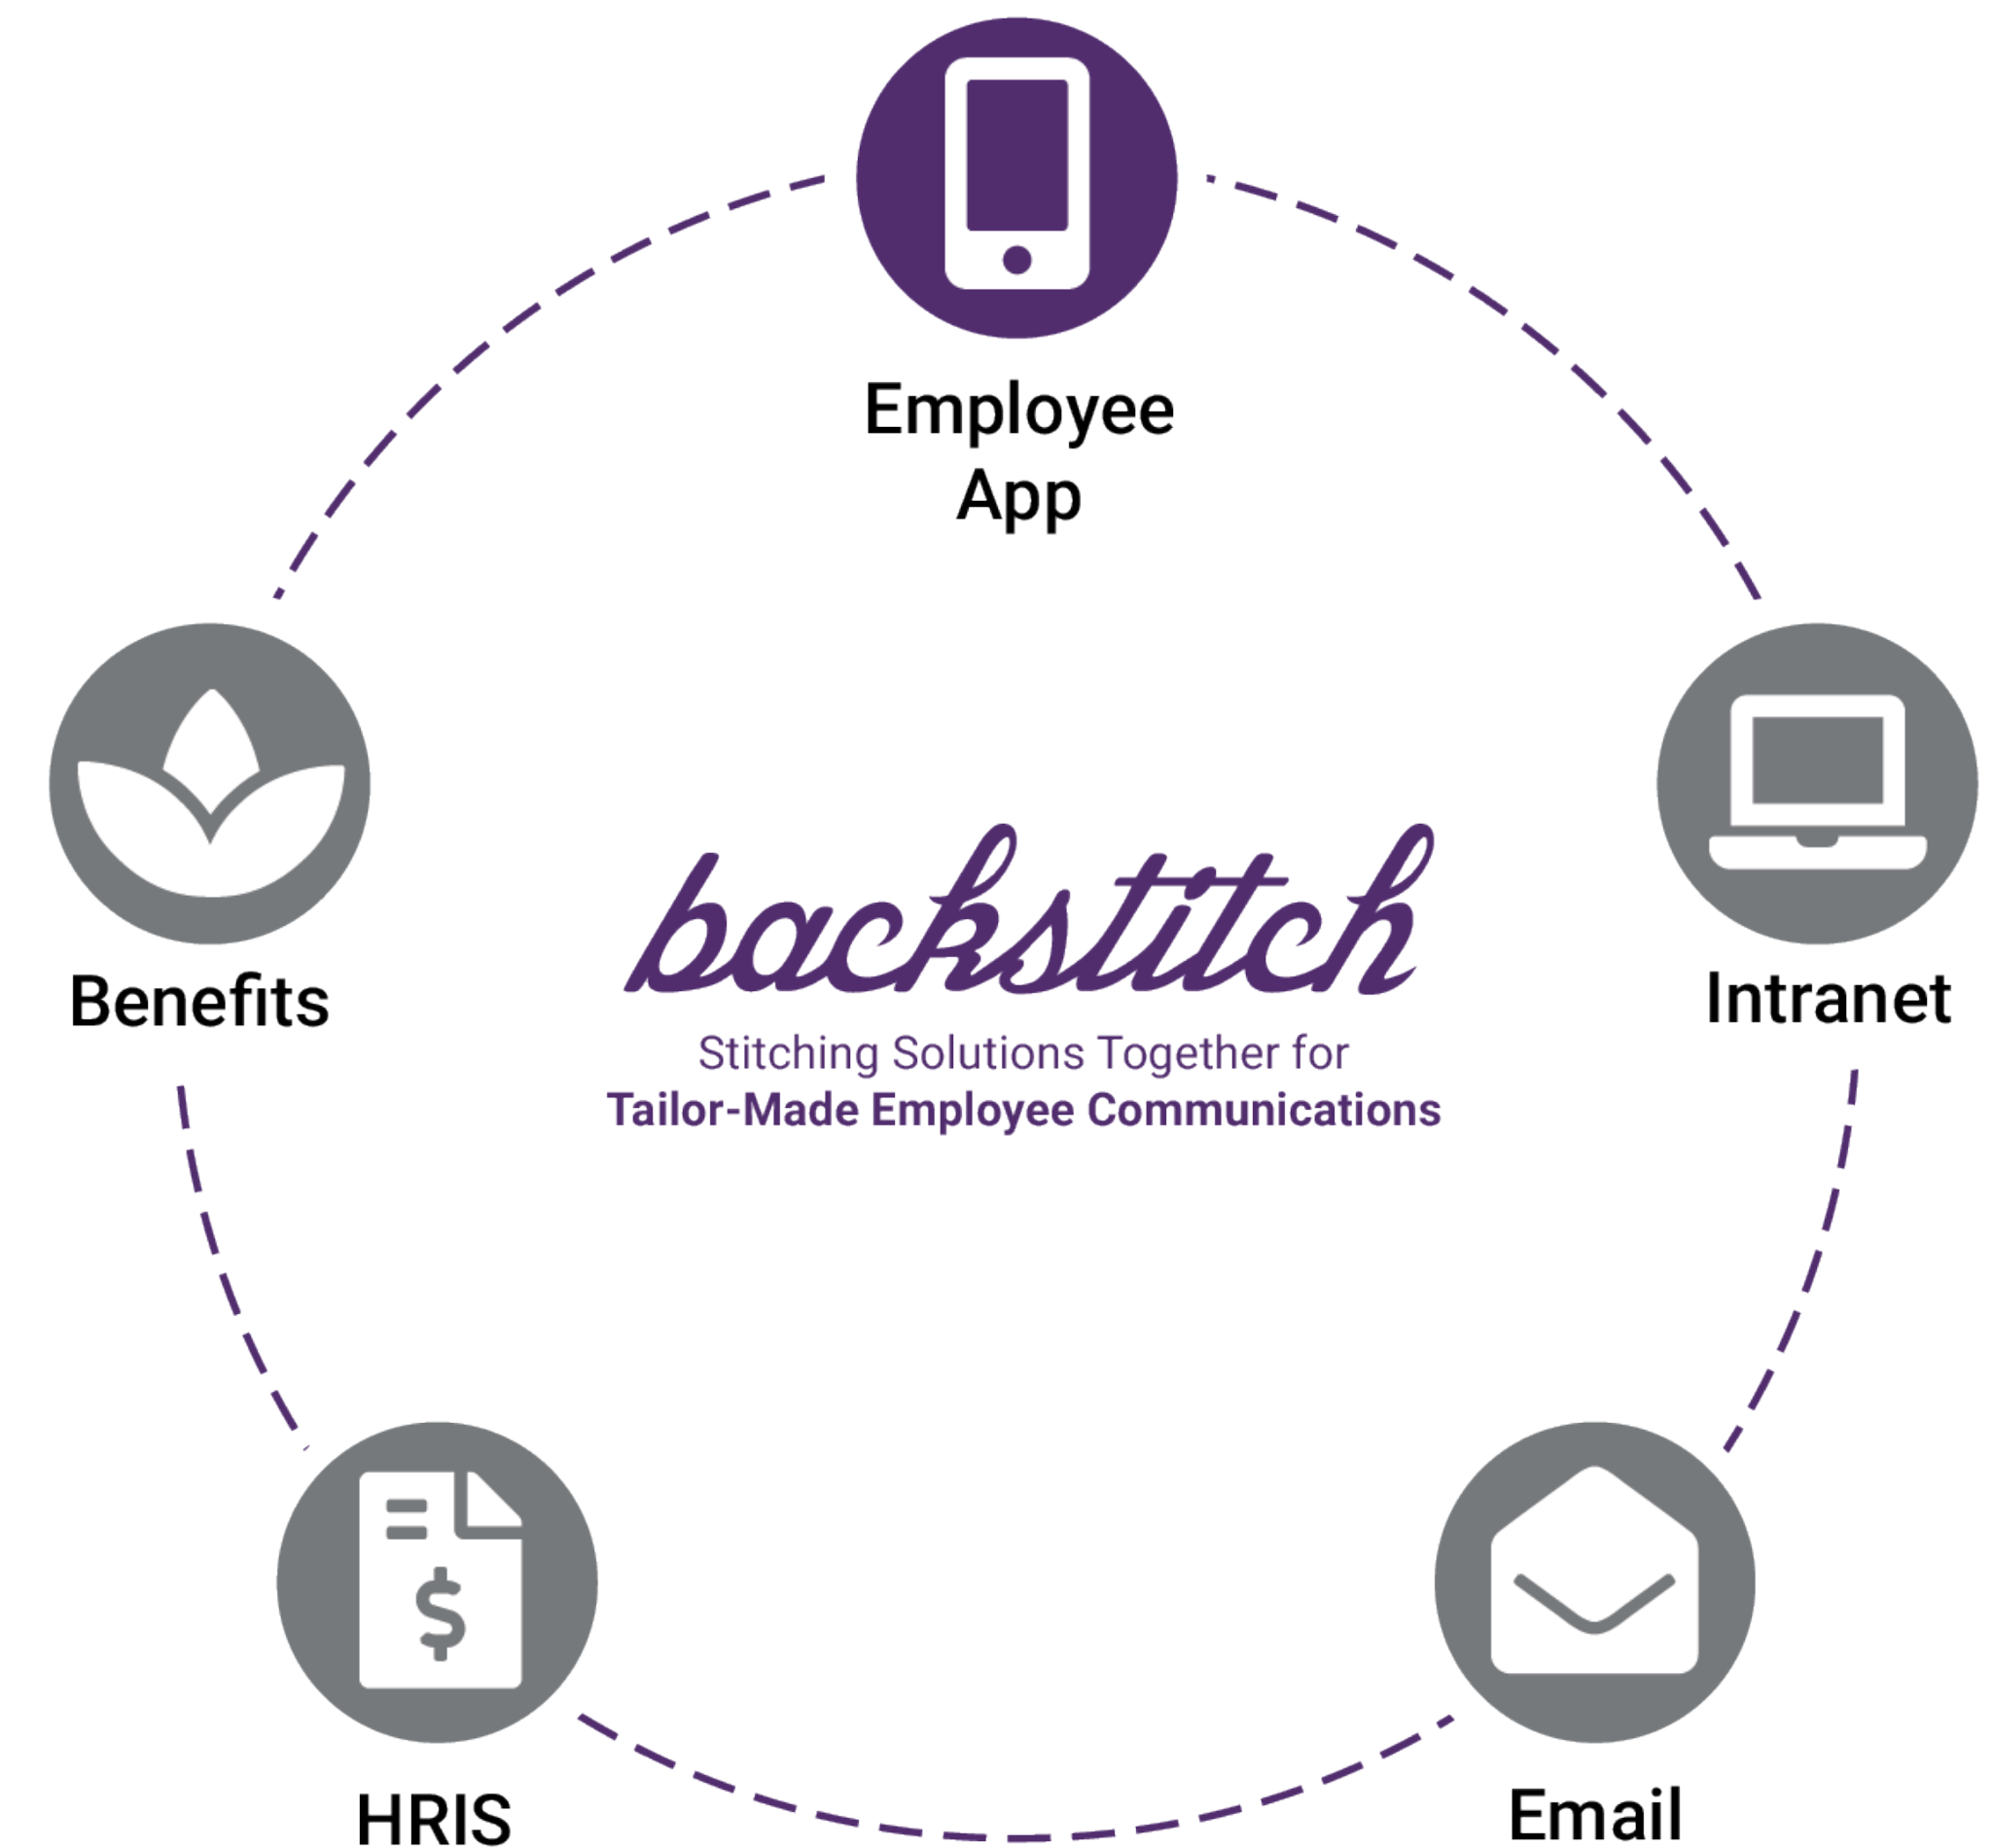 Employee
App
backstitch
Stitching Solutions Together for
Tailor-Made Employee Communications
Benefits
Intranet
$
HRIS
Email